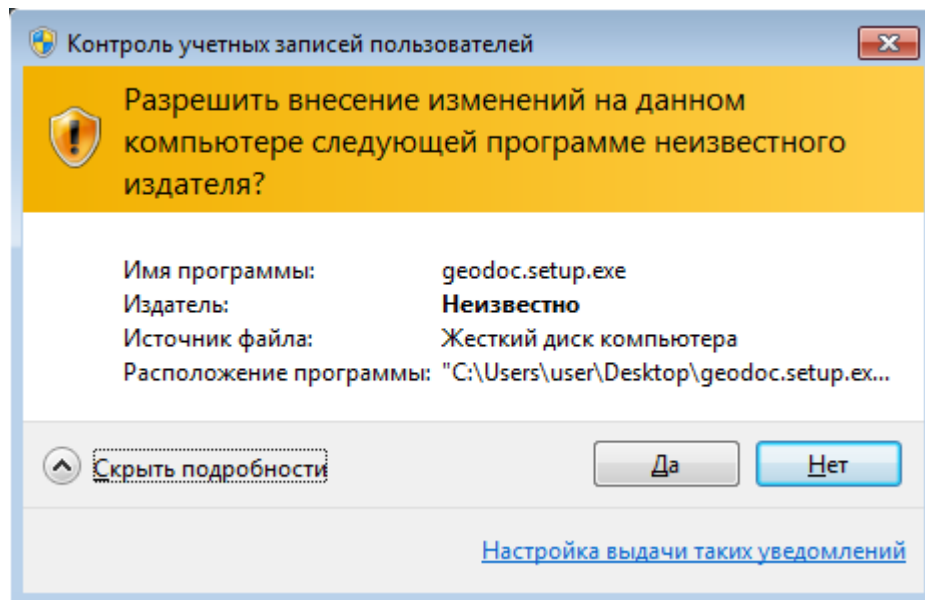 Контроль учетных записей пользователей
Разрешить внесение изменений на данном
компьютере следующей программе неизвестного
издателя?
Имя программы: geodoc.setup.exe
Издатель: Неизвестно
Источник файла: Жесткий диск компьютера
Расположение программы: "C:\Users\user\Desktop\geodoc.setup.ex...
Скрыть подробности Да Нет
Настройка выдачи таких уведомлений